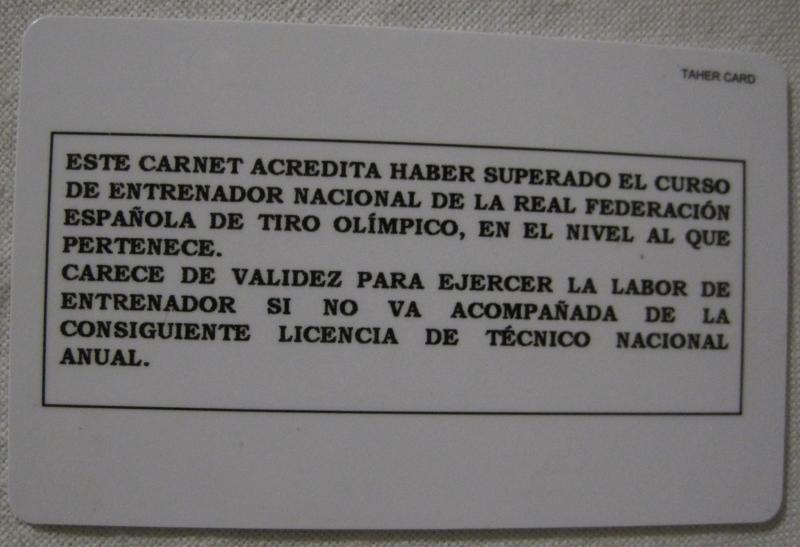 TAHER CARD
ESTE CARNET ACREDITA HABER SUPERADO EL CURSO
DE ENTRENADOR NACIONAL DE LA REAL FEDERACIÓN
ESPAÑOLA DE TIRO OLÍMPICO, EN EL NIVEL AL QUE
PERTENECE.
CARECE DE VALIDEZ PARA EJERCER LA LABOR DE
ENTRENADOR SI NO VA ACOMPAÑADA DE LA
CONSIGUIENTE LICENCIA DE TÉCNICO NACIONAL
ANUAL.